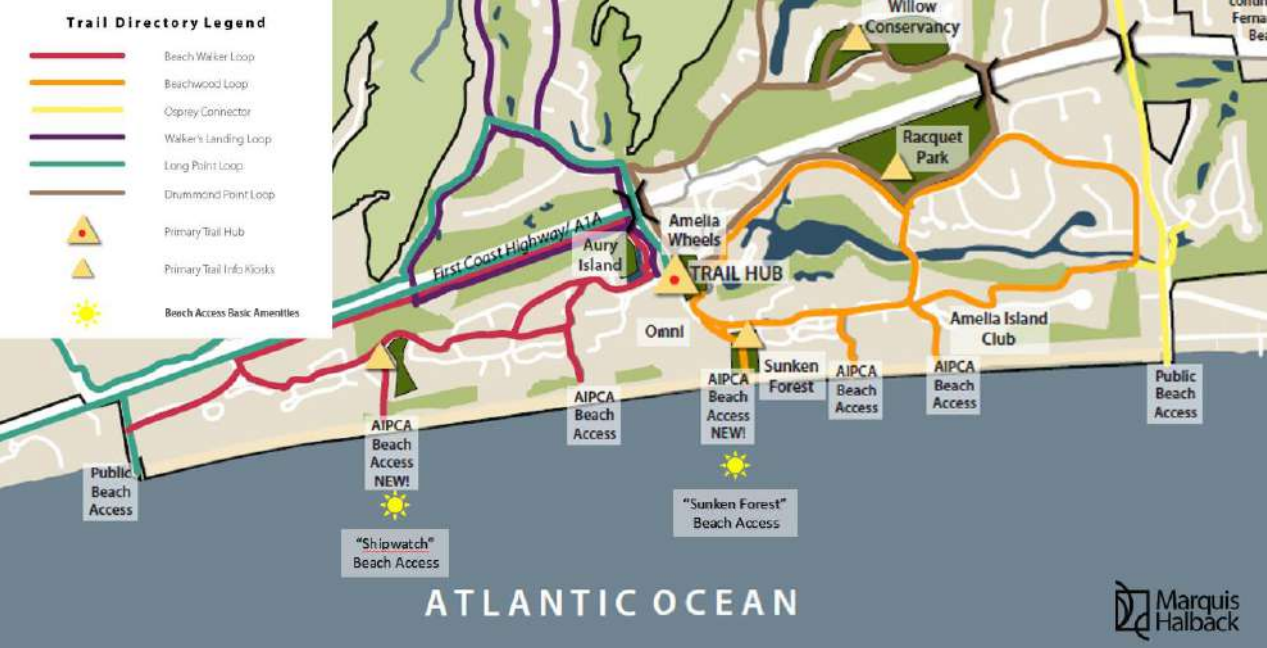 Trail Directory Legend
Beach Walker Loop
Beachwood Loop
Osprey Connector
Walker's Landing Loop
Long Point Loop
Drummond Point Loop
Primary Trail Hub
Primary Trail Info Kiosks
Beach Access Basic Amenities
Willow
Conservancy
Ferna
Bea
Racquet
Park
First Coast Highway/ A1A
Aury
Island
Amelia
Wheels
TRAIL HUB
Omni
Sunken
Forest
Amelia Island
Club
Public
Beach
Access
AIPCA
Beach
Access
NEW!
"Shipwatch"
Beach Access
AIPCA
Beach
Access
AIPCA
Beach
Access
NEW!
"Sunken Forest"
Beach Access
AIPCA
Beach
Access
AIPCA
Beach
Access
Public
Beach
Access
ATLANTIC OCEAN
Marquis
Halback